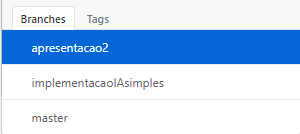 Branches Tags
apresentacao2
implementacaoIAsimples
master